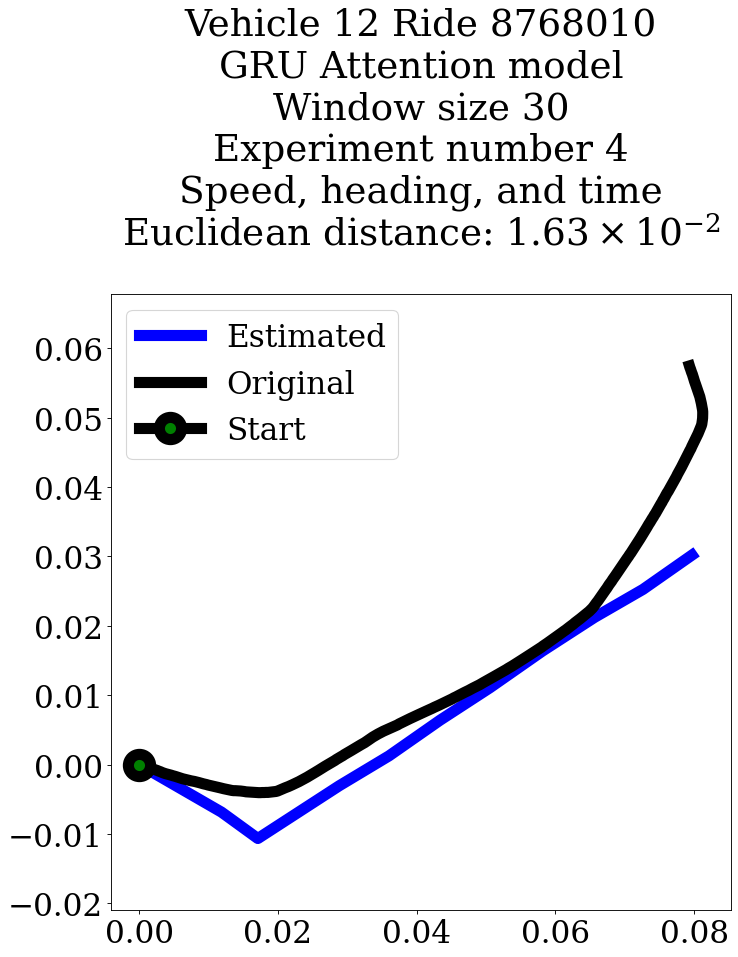 Vehicle 12 Ride 8768010
GRU Attention model
Window size 30
Experiment number 4
Speed, heading, and time
Euclidean distance: 1.63 × 10⁻²
Estimated
Original
Start
0.06
0.05
0.04
0.03
0.02
0.01
0.00
−0.01
−0.02
0.00 0.02 0.04 0.06 0.08